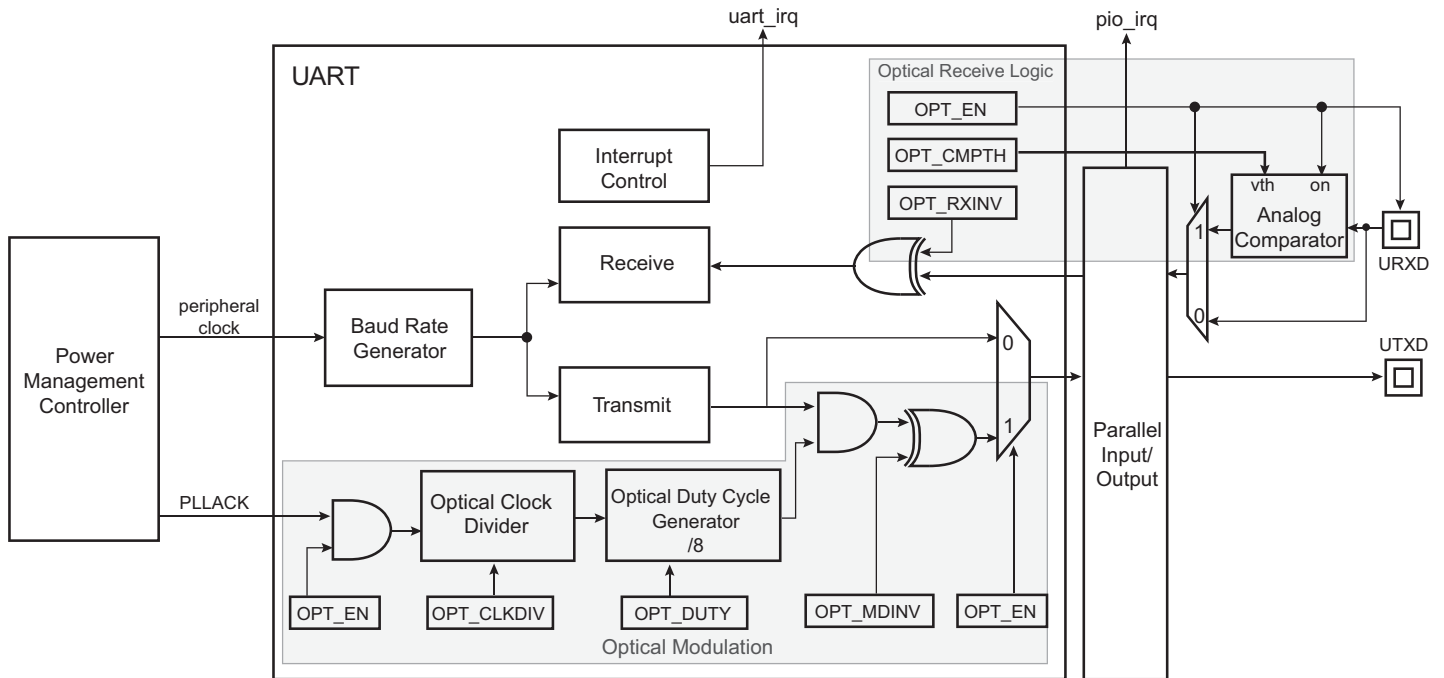 uart_irq
pio_irq
UART
Optical Receive Logic
OPT_EN
OPT_CMPTH
OPT_RXINV
Interrupt
Control
vth
on
Analog
Comparator
1
0
URXD
Receive
peripheral
clock
Baud Rate
Generator
Power
Management
Controller
0
1
UTXD
Transmit
Parallel
Input/
Output
PLLACK
Optical Clock
Divider
Optical Duty Cycle
Generator
/8
OPT_EN
OPT_CLKDIV
OPT_DUTY
OPT_MDINV
OPT_EN
Optical Modulation